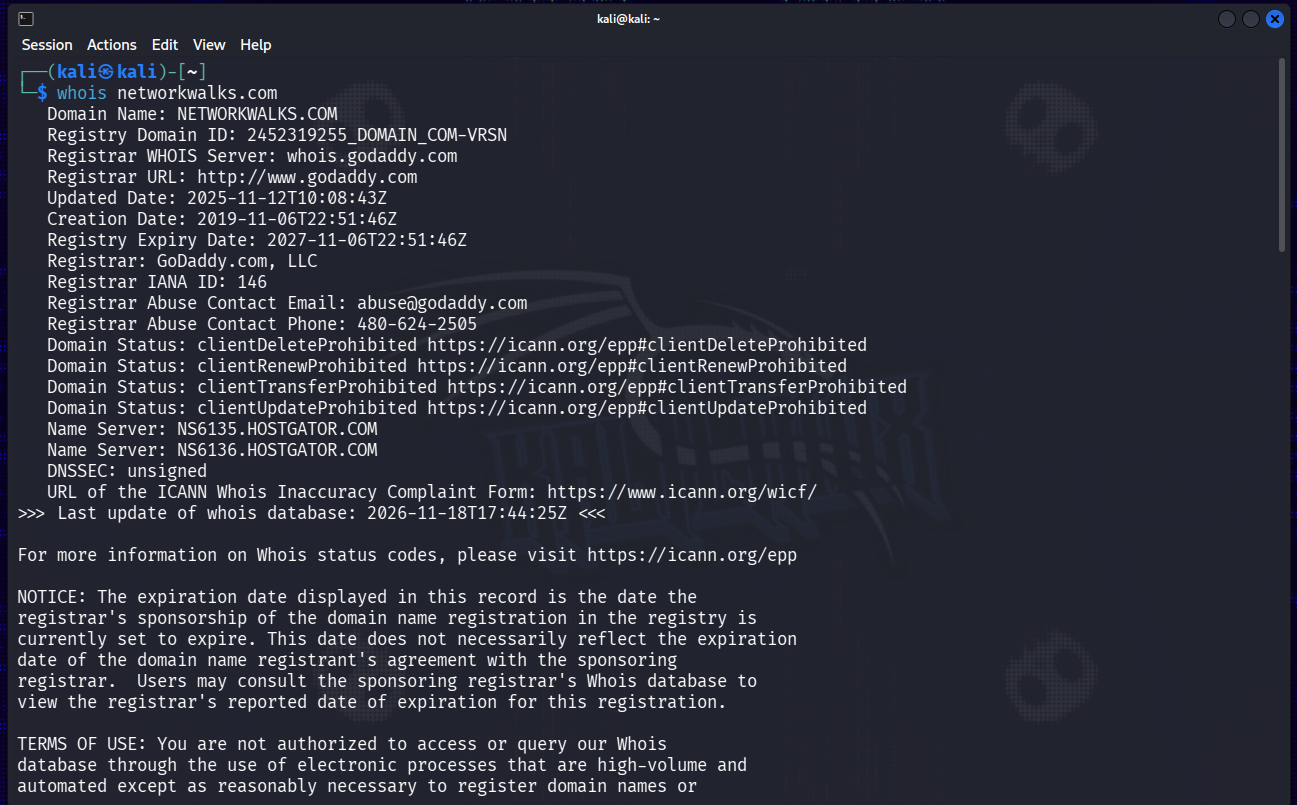 kali@kali: ~
Session Actions Edit View Help
┌──(kali㉿kali)-[~]
└─$ whois networkwalks.com
Domain Name: NETWORKWALKS.COM
Registry Domain ID: 2452319255_DOMAIN_COM-VRSN
Registrar WHOIS Server: whois.godaddy.com
Registrar URL: http://www.godaddy.com
Updated Date: 2025-11-12T10:08:43Z
Creation Date: 2019-11-06T22:51:46Z
Registry Expiry Date: 2027-11-06T22:51:46Z
Registrar: GoDaddy.com, LLC
Registrar IANA ID: 146
Registrar Abuse Contact Email: abuse@godaddy.com
Registrar Abuse Contact Phone: 480-624-2505
Domain Status: clientDeleteProhibited https://icann.org/epp#clientDeleteProhibited
Domain Status: clientRenewProhibited https://icann.org/epp#clientRenewProhibited
Domain Status: clientTransferProhibited https://icann.org/epp#clientTransferProhibited
Domain Status: clientUpdateProhibited https://icann.org/epp#clientUpdateProhibited
Name Server: NS6135.HOSTGATOR.COM
Name Server: NS6136.HOSTGATOR.COM
DNSSEC: unsigned
URL of the ICANN Whois Inaccuracy Complaint Form: https://www.icann.org/wicf/
>>> Last update of whois database: 2026-11-18T17:44:25Z <<<
For more information on Whois status codes, please visit https://icann.org/epp
NOTICE: The expiration date displayed in this record is the date the
registrar's sponsorship of the domain name registration in the registry is
currently set to expire. This date does not necessarily reflect the expiration
date of the domain name registrant's agreement with the sponsoring
registrar.  Users may consult the sponsoring registrar's Whois database to
view the registrar's reported date of expiration for this registration.
TERMS OF USE: You are not authorized to access or query our Whois
database through the use of electronic processes that are high-volume and
automated except as reasonably necessary to register domain names or
KALI LINUX